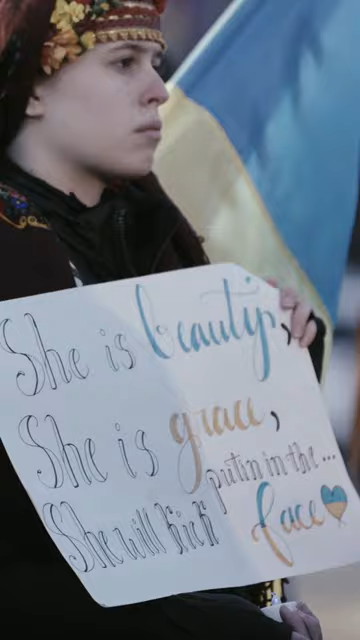 She is beauty,
She is grace,
She will kick putin in the...
face